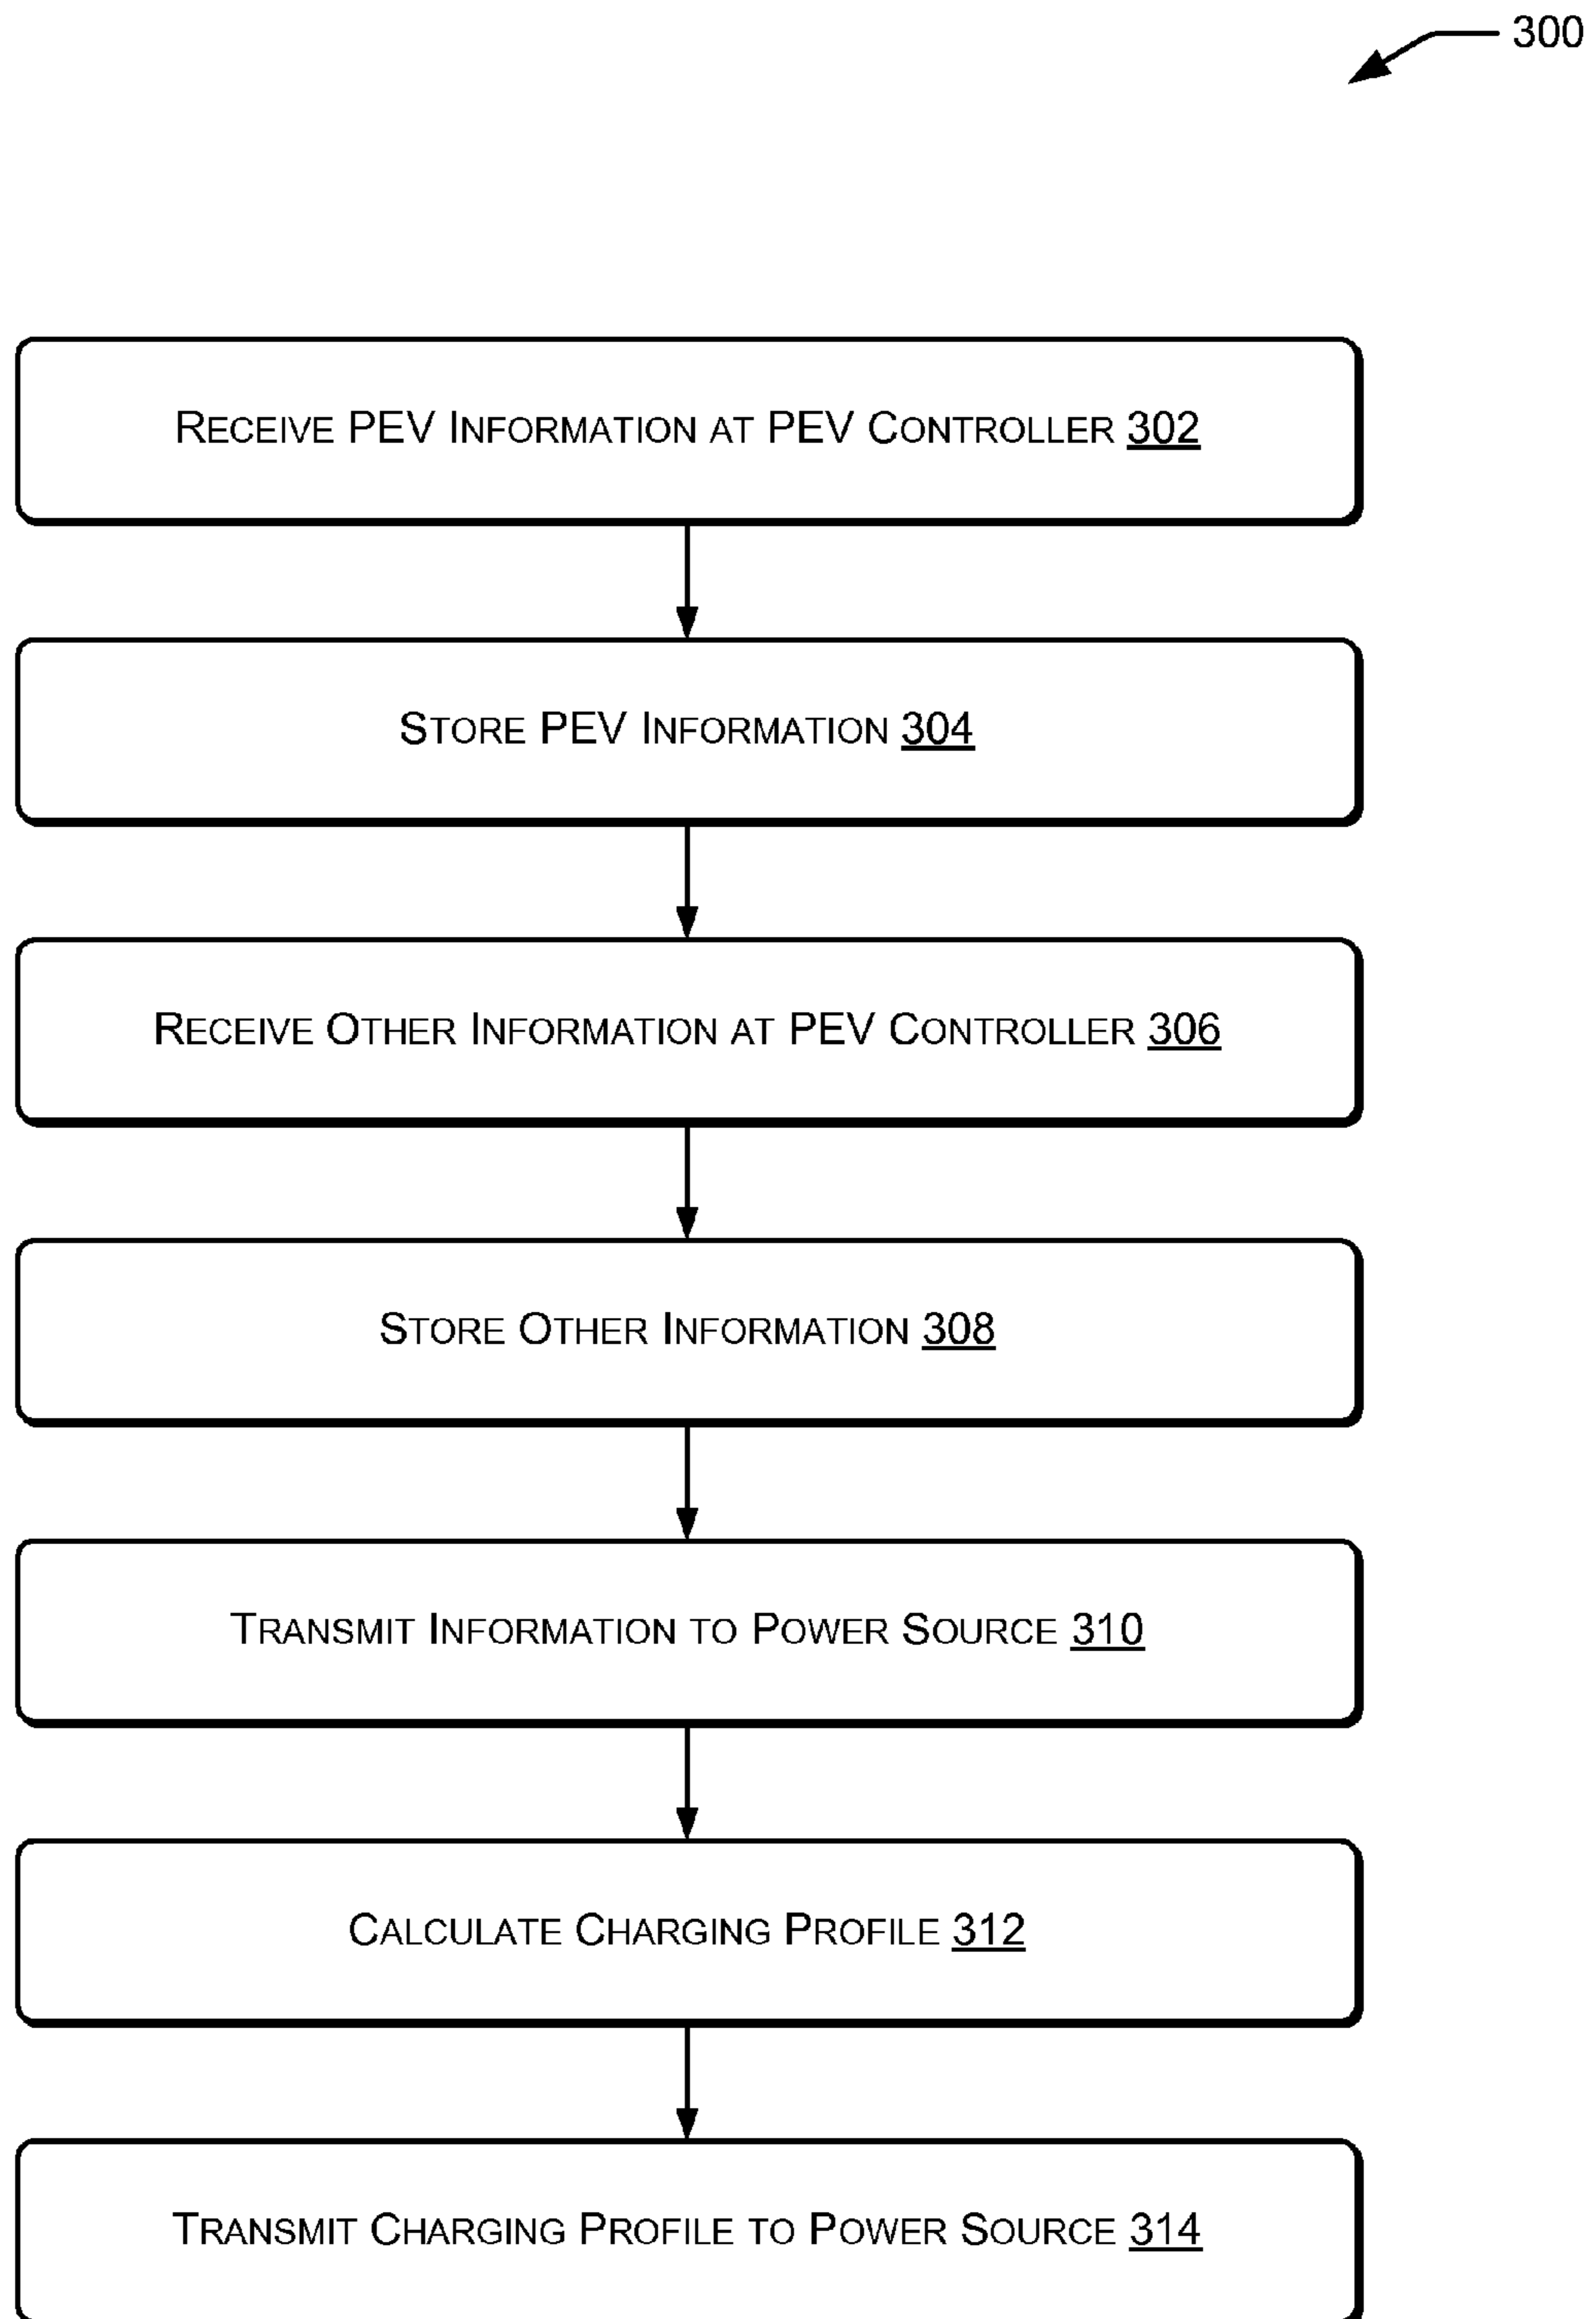 300
Receive PEV Information at PEV Controller 302
Store PEV Information 304
Receive Other Information at PEV Controller 306
Store Other Information 308
Transmit Information to Power Source 310
Calculate Charging Profile 312
Transmit Charging Profile to Power Source 314